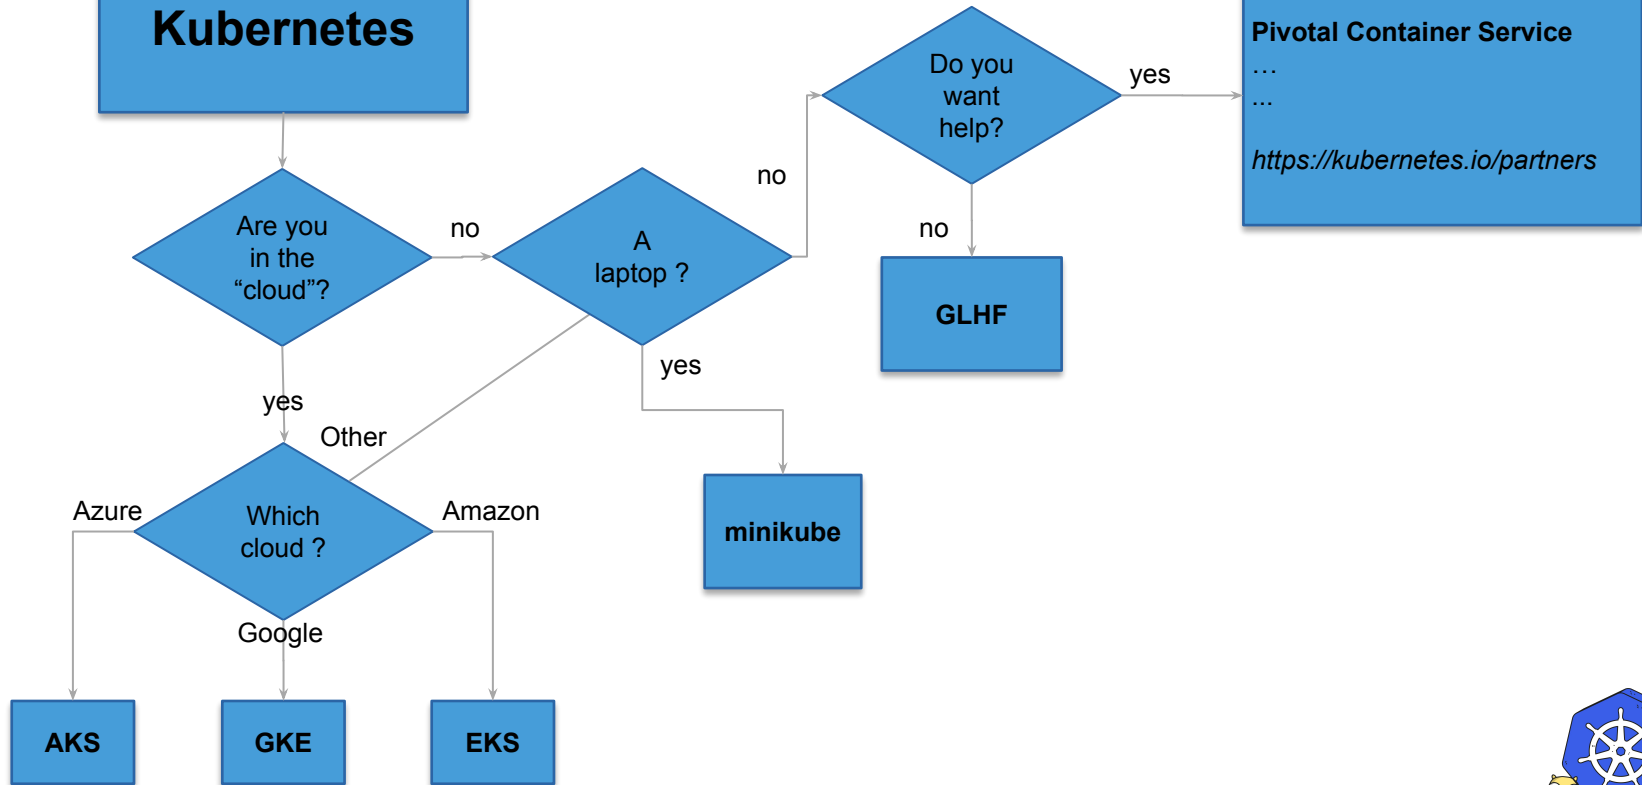 Kubernetes
Are you
in the
“cloud”?
no
yes
A
laptop ?
no
yes
Do you
want
help?
yes
no
Pivotal Container Service
…
...
https://kubernetes.io/partners
GLHF
Other
Which
cloud ?
Azure
Amazon
Google
minikube
AKS
GKE
EKS